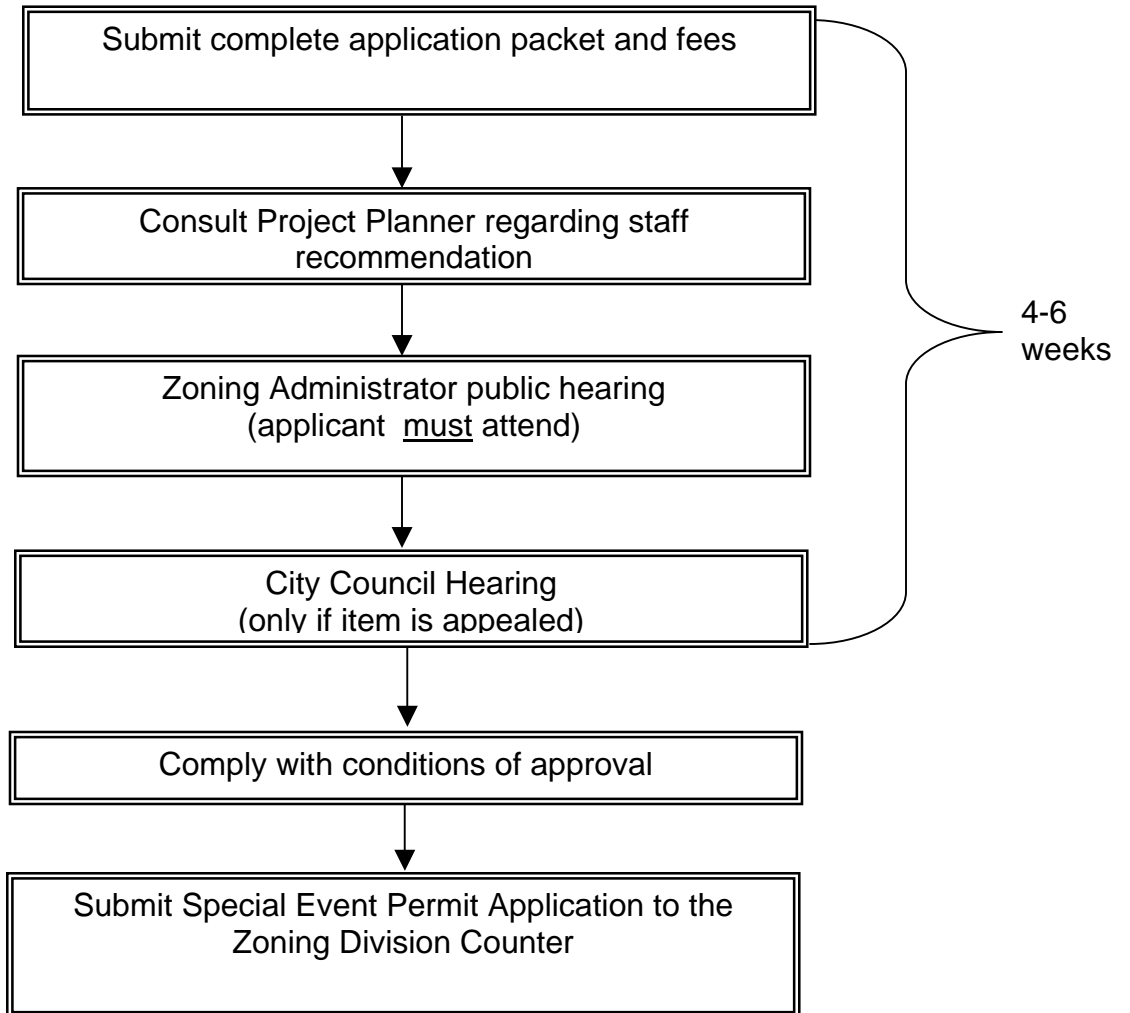 Submit complete application packet and fees
Consult Project Planner regarding staff
recommendation
Zoning Administrator public hearing
(applicant must attend)
City Council Hearing
(only if item is appealed)
4-6
weeks
Comply with conditions of approval
Submit Special Event Permit Application to the
Zoning Division Counter